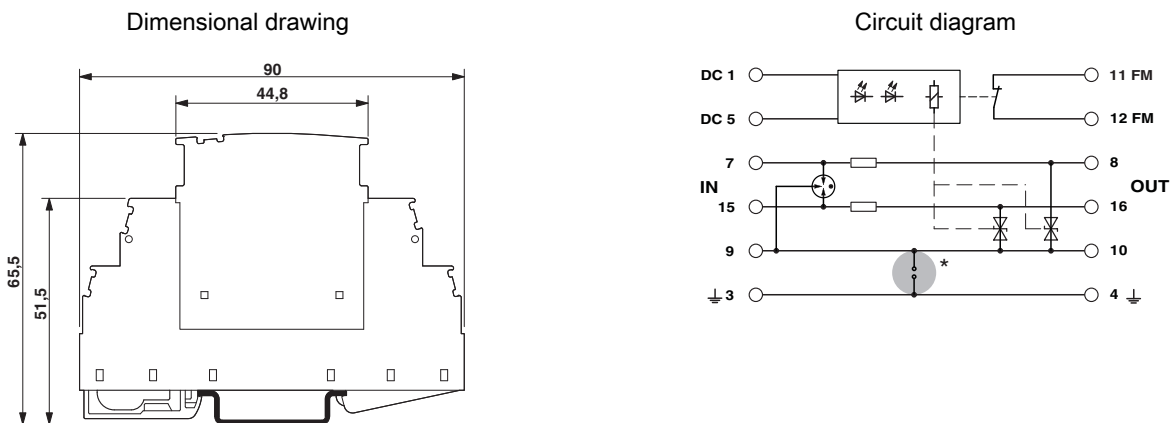 Dimensional drawing
90
44,8
65,5
51,5
Circuit diagram
DC 1
11 FM
DC 5
12 FM
7
8
IN
OUT
15
16
9
10
*
3
4